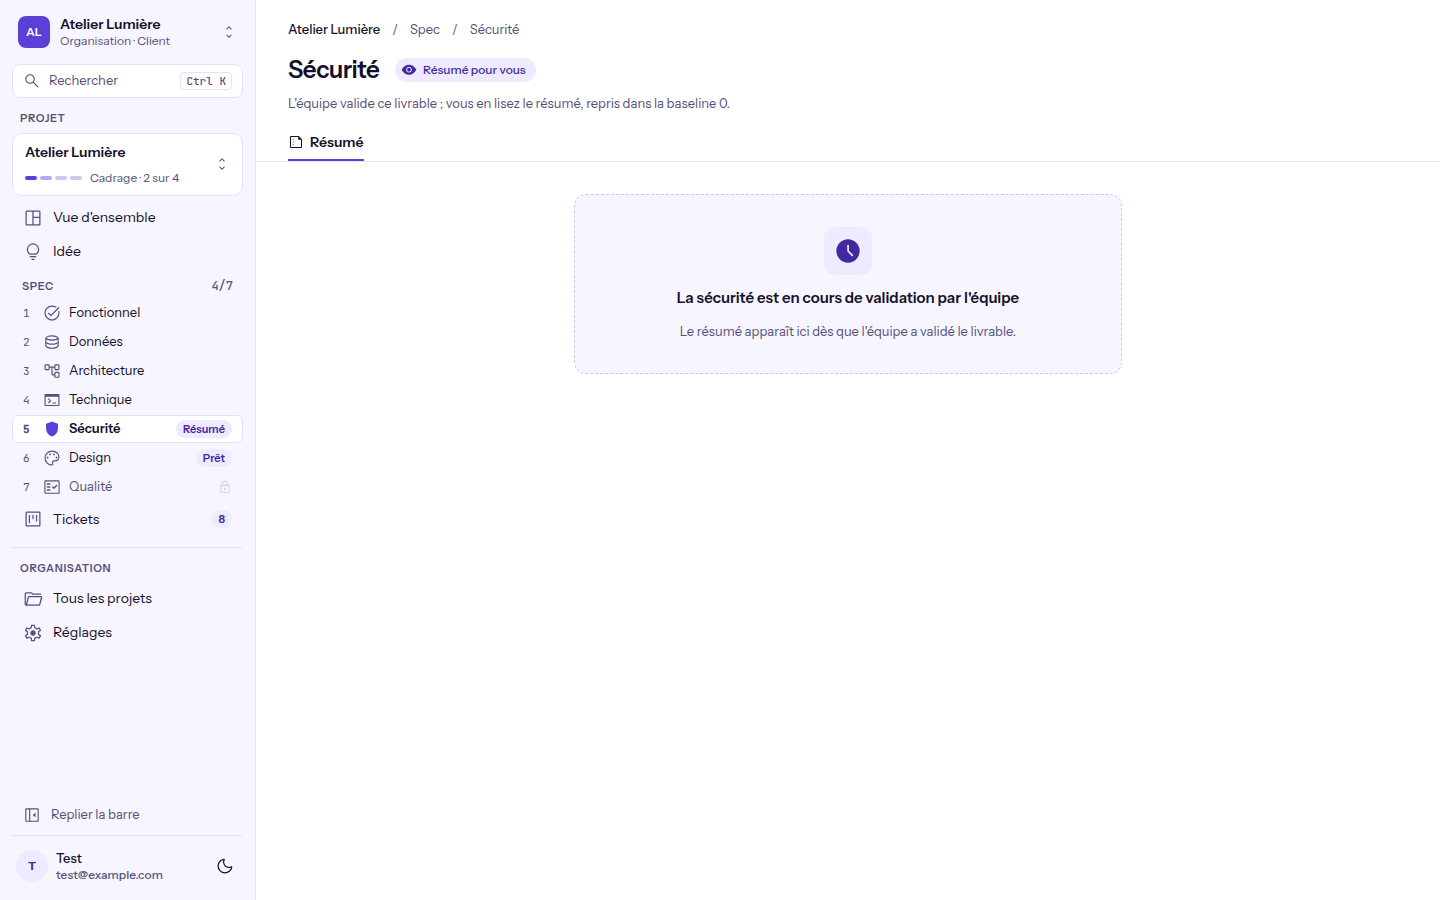 AL
Atelier Lumière
Organisation · Client
Rechercher
Ctrl K
PROJET
Atelier Lumière
Cadrage · 2 sur 4
Vue d'ensemble
Idée
SPEC 4/7
1 Fonctionnel
2 Données
3 Architecture
4 Technique
5 Sécurité Résumé
6 Design Prêt
7 Qualité
Tickets 8
ORGANISATION
Tous les projets
Réglages
Replier la barre
T
Test
test@example.com
Atelier Lumière / Spec / Sécurité
Sécurité
Résumé pour vous
L'équipe valide ce livrable ; vous en lisez le résumé, repris dans la baseline 0.
Résumé
La sécurité est en cours de validation par l'équipe
Le résumé apparaît ici dès que l'équipe a validé le livrable.